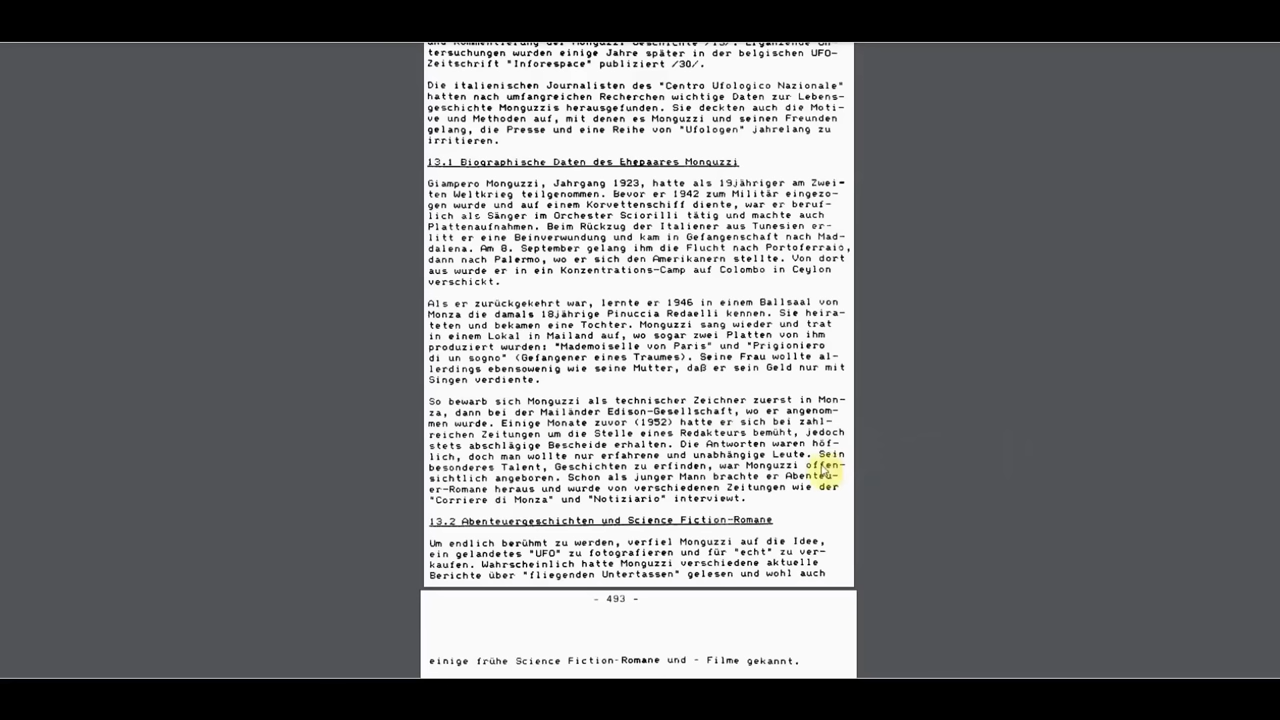 und Kommentierung der Monguzzi Geschichte /15/. Ergänzende Un-
tersuchungen wurden einige Jahre später in der belgischen UFO-
Zeitschrift "Inforespace" publiziert /30/.
Die italienischen Journalisten des "Centro Ufologico Nazionale"
hatten nach umfangreichen Recherchen wichtige Daten zur Lebens-
geschichte Monguzzis herausgefunden. Sie deckten auch die Moti-
ve und Methoden auf, mit denen es Monguzzi und seinen Freunden
gelang, die Presse und eine Reihe von "Ufologen" jahrelang zu
irritieren.
13.1 Biographische Daten des Ehepaares Monguzzi
Giampero Monguzzi, Jahrgang 1923, hatte als 19jähriger am Zwei-
ten Weltkrieg teilgenommen. Bevor er 1942 zum Militär eingezo-
gen wurde und auf einem Korvettenschiff diente, war er beruf-
lich als Sänger im Orchester Sciorilli tätig und machte auch
Plattenaufnahmen. Beim Rückzug der Italiener aus Tunesien er-
litt er eine Beinverwundung und kam in Gefangenschaft nach Mad-
dalena. Am 8. September gelang ihm die Flucht nach Portoferraio,
dann nach Palermo, wo er sich den Amerikanern stellte. Von dort
aus wurde er in ein Konzentrations-Camp auf Colombo in Ceylon
verschickt.
Als er zurückgekehrt war, lernte er 1946 in einem Ballsaal von
Monza die damals 18jährige Pinuccia Redaelli kennen. Sie heira-
teten und bekamen eine Tochter. Monguzzi sang wieder und trat
in einem Lokal in Mailand auf, wo sogar zwei Platten von ihm
produziert wurden: "Mademoiselle von Paris" und "Prigioniero
di un sogno" (Gefangener eines Traumes). Seine Frau wollte al-
lerdings ebensowenig wie seine Mutter, daß er sein Geld nur mit
Singen verdiente.
So bewarb sich Monguzzi als technischer Zeichner zuerst in Mon-
za, dann bei der Mailänder Edison-Gesellschaft, wo er angenom-
men wurde. Einige Monate zuvor (1952) hatte er sich bei zahl-
reichen Zeitungen um die Stelle eines Redakteurs bemüht, jedoch
stets abschlägige Bescheide erhalten. Die Antworten waren höf-
lich, doch man wollte nur erfahrene und unabhängige Leute. Sein
besonderes Talent, Geschichten zu erfinden, war Monguzzi offen-
sichtlich angeboren. Schon als junger Mann brachte er Abenteu-
er-Romane heraus und wurde von verschiedenen Zeitungen wie der
"Corriere di Monza" und "Notiziario" interviewt.
13.2 Abenteuergeschichten und Science Fiction-Romane
Um endlich berühmt zu werden, verfiel Monguzzi auf die Idee,
ein gelandetes "UFO" zu fotografieren und für "echt" zu ver-
kaufen. Wahrscheinlich hatte Monguzzi verschiedene aktuelle
Berichte über "fliegenden Untertassen" gelesen und wohl auch
- 493 -
einige frühe Science Fiction-Romane und - Filme gekannt.